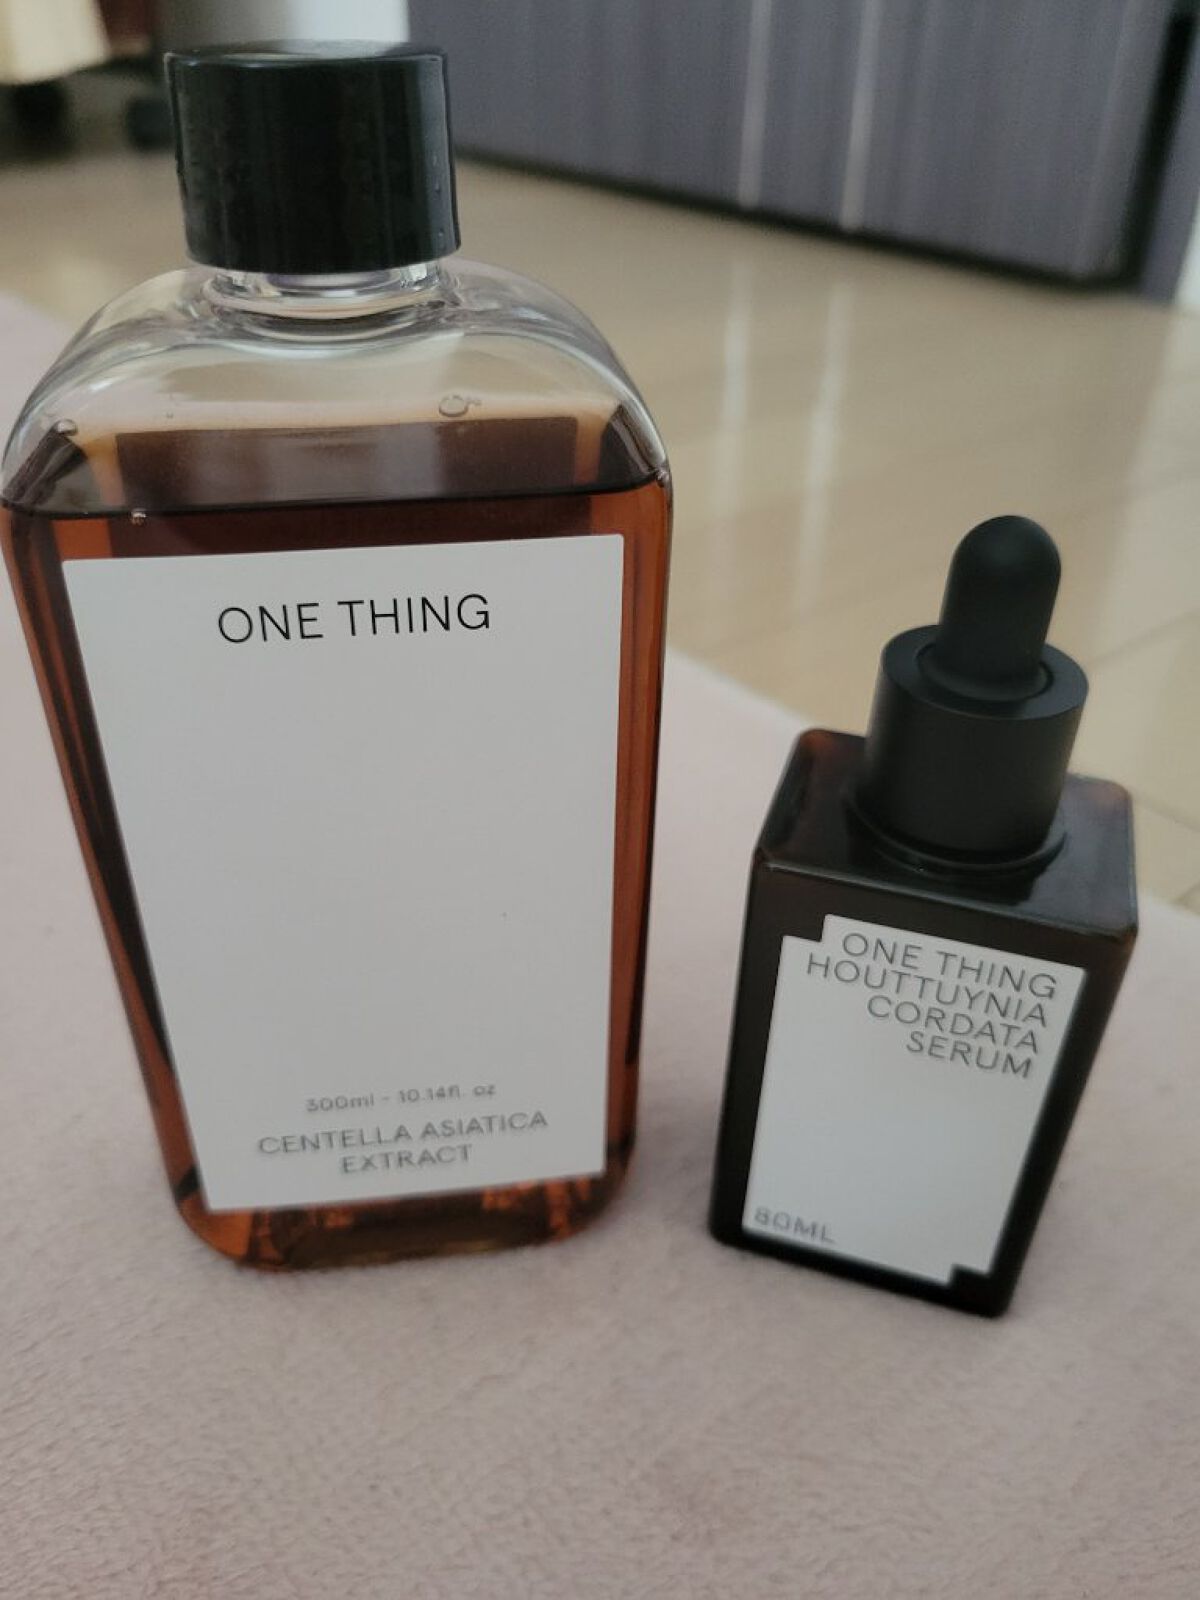 ONE THING
300ml - 10.14fl. oz
CENTELLA ASIATICA
EXTRACT
ONE THING
HOUTTUYNIA
CORDATA
SERUM
80ML